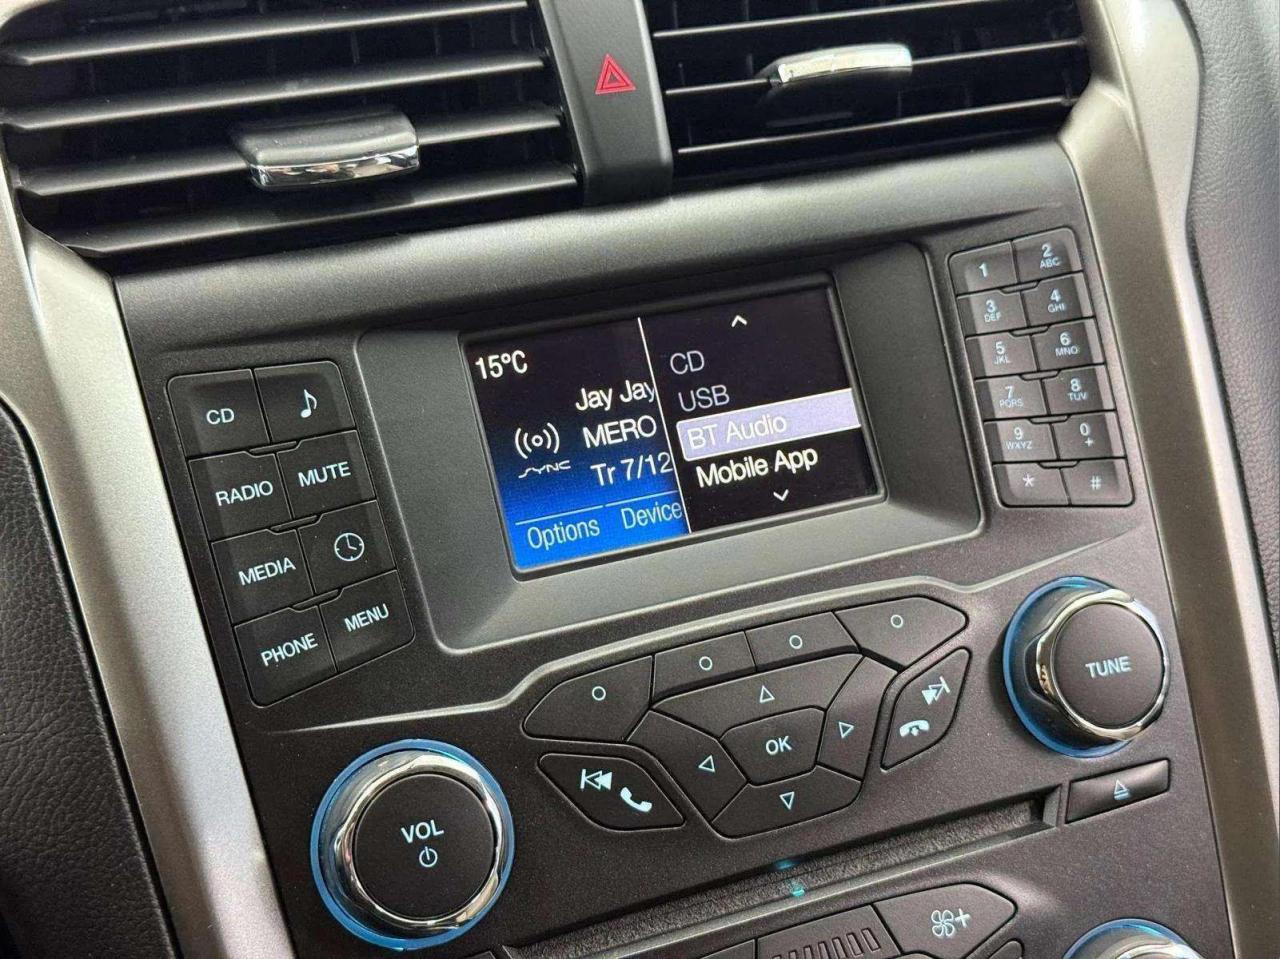 15°C
Jay Jay
MERO
SYNC
Tr 7/12
Options Device
CD
USB
BT Audio
Mobile App
CD
RADIO MUTE
MEDIA
PHONE MENU
1 2 ABC
3 DEF 4 GHI
5 JKL 6 MNO
7 PQRS 8 TUV
9 WXYZ 0 +
* #
TUNE
OK
VOL
+